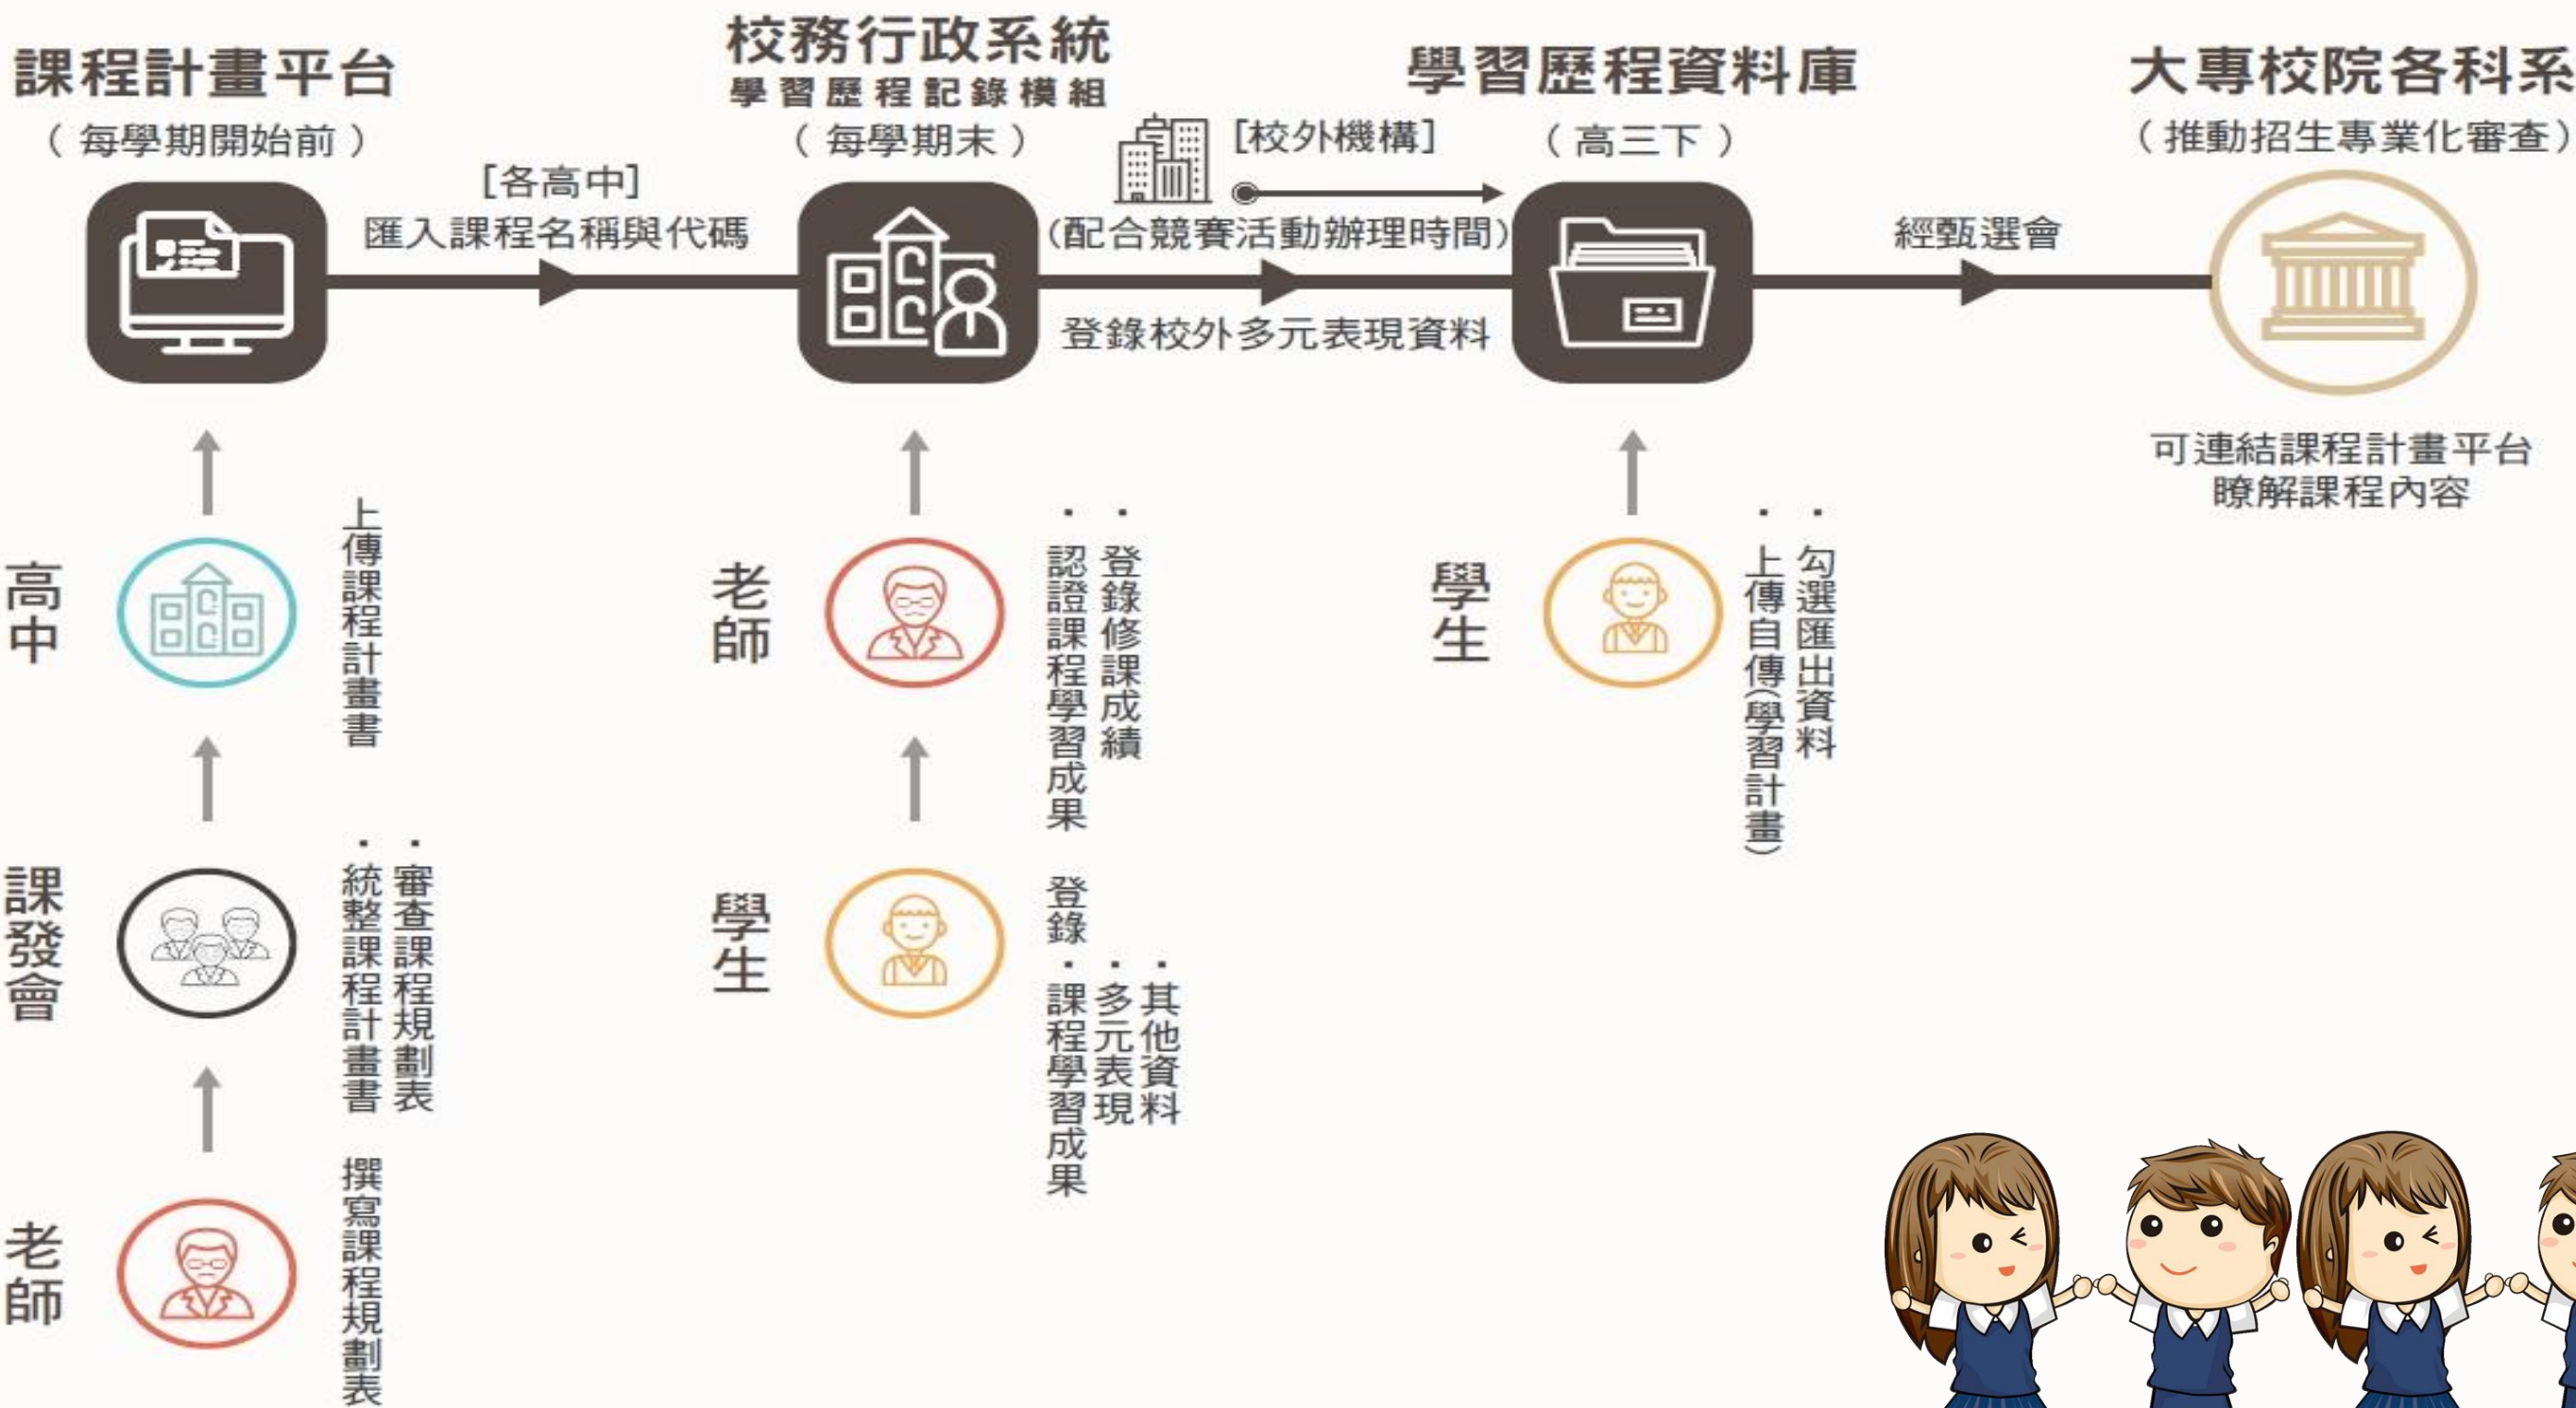 課程計畫平台
（每學期開始前）
[各高中]
匯入課程名稱與代碼
校務行政系統
學習歷程記錄模組
（每學期末）
[校外機構]
(配合競賽活動辦理時間)
登錄校外多元表現資料
學習歷程資料庫
（高三下）
經甄選會
大專校院各科系
（推動招生專業化審查）
可連結課程計畫平台
瞭解課程內容
高中
上傳課程計畫書
課發會
‧審查課程規劃表
‧統整課程計畫書
老師
撰寫課程規劃表
老師
‧登錄修課成績
‧認證課程學習成果
學生
登錄
‧其他資料
‧多元表現
‧課程學習成果
學生
‧勾選匯出資料
‧上傳自傳(學習計畫)